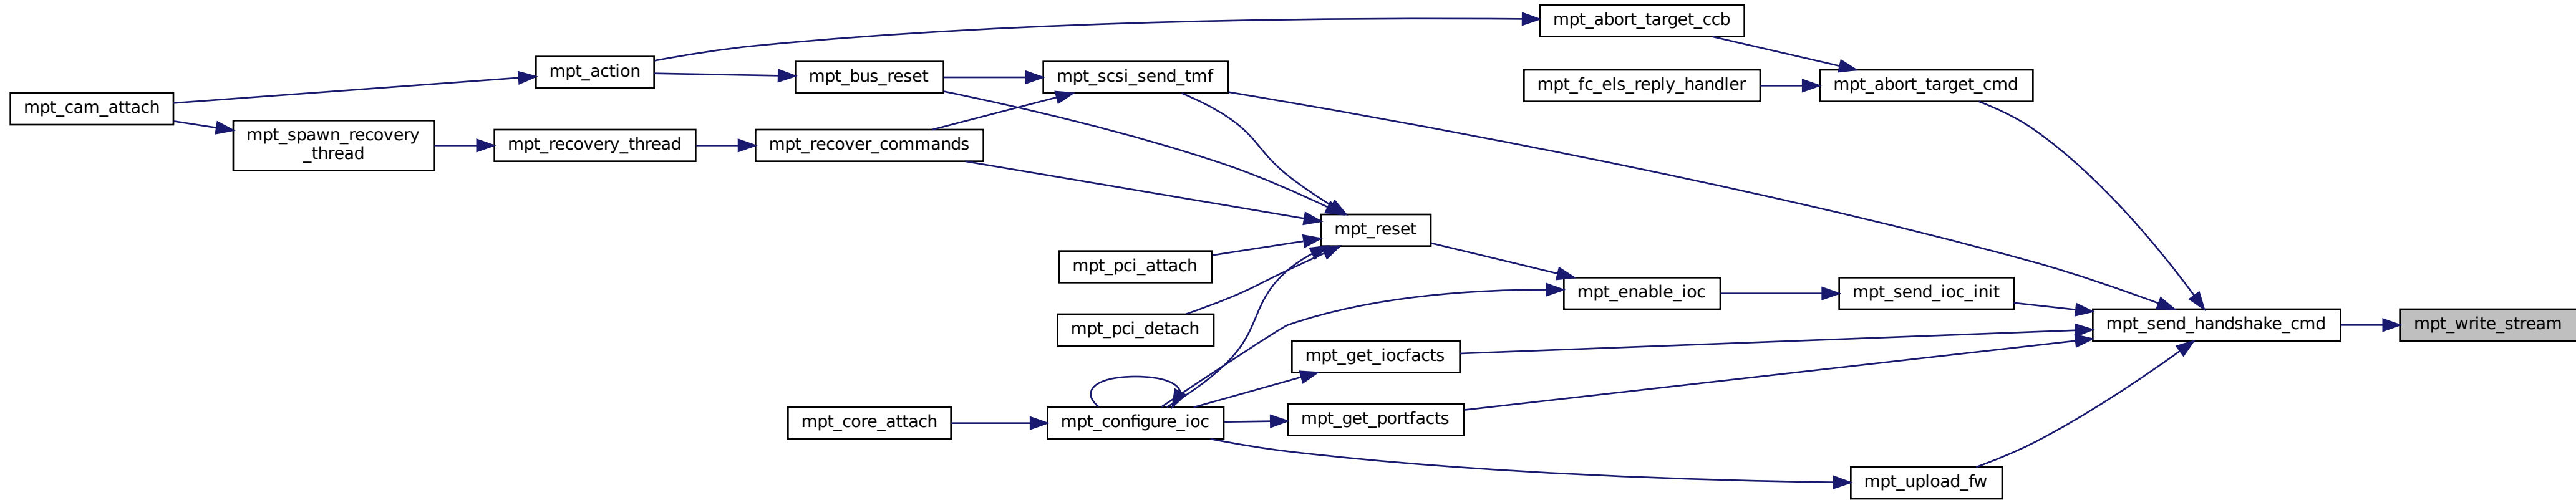 mpt_abort_target_ccb
mpt_action
mpt_bus_reset
mpt_scsi_send_tmf
mpt_fc_els_reply_handler
mpt_abort_target_cmd
mpt_cam_attach
mpt_spawn_recovery
_thread
mpt_recovery_thread
mpt_recover_commands
mpt_reset
mpt_pci_attach
mpt_enable_ioc
mpt_send_ioc_init
mpt_pci_detach
mpt_send_handshake_cmd
mpt_write_stream
mpt_get_iocfacts
mpt_core_attach
mpt_configure_ioc
mpt_get_portfacts
mpt_upload_fw